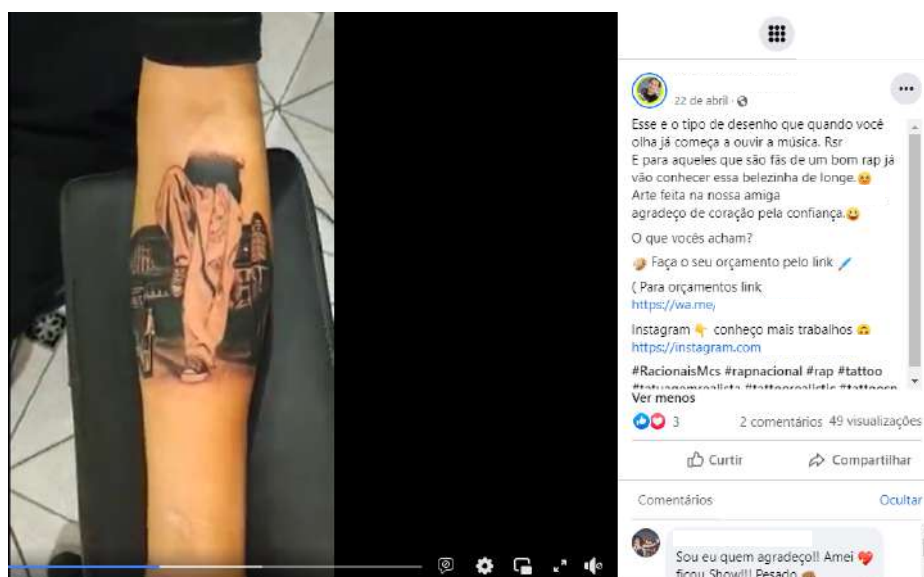 22 de abril ·
Esse e o tipo de desenho que quando você
olha já começa a ouvir a música. Rsr
E para aqueles que são fãs de um bom rap já
vão conhecer essa belezinha de longe.🥹
Arte feita na nossa amiga
agradeço de coração pela confiança.😃
O que vocês acham?
Faça o seu orçamento pelo link
( Para orçamentos link
https://wa.me/
Instagram 👇 conheço mais trabalhos 🙃
https://instagram.com
#RacionaisMcs #rapnacional #rap #tattoo
#tatuagemrealista #tattoorealistic #tattoosp
Ver menos
3
2 comentários 49 visualizações
Curtir
Compartilhar
Comentários
Ocultar
Sou eu quem agradeço!! Amei 💖
ficou Show!!! Pesado